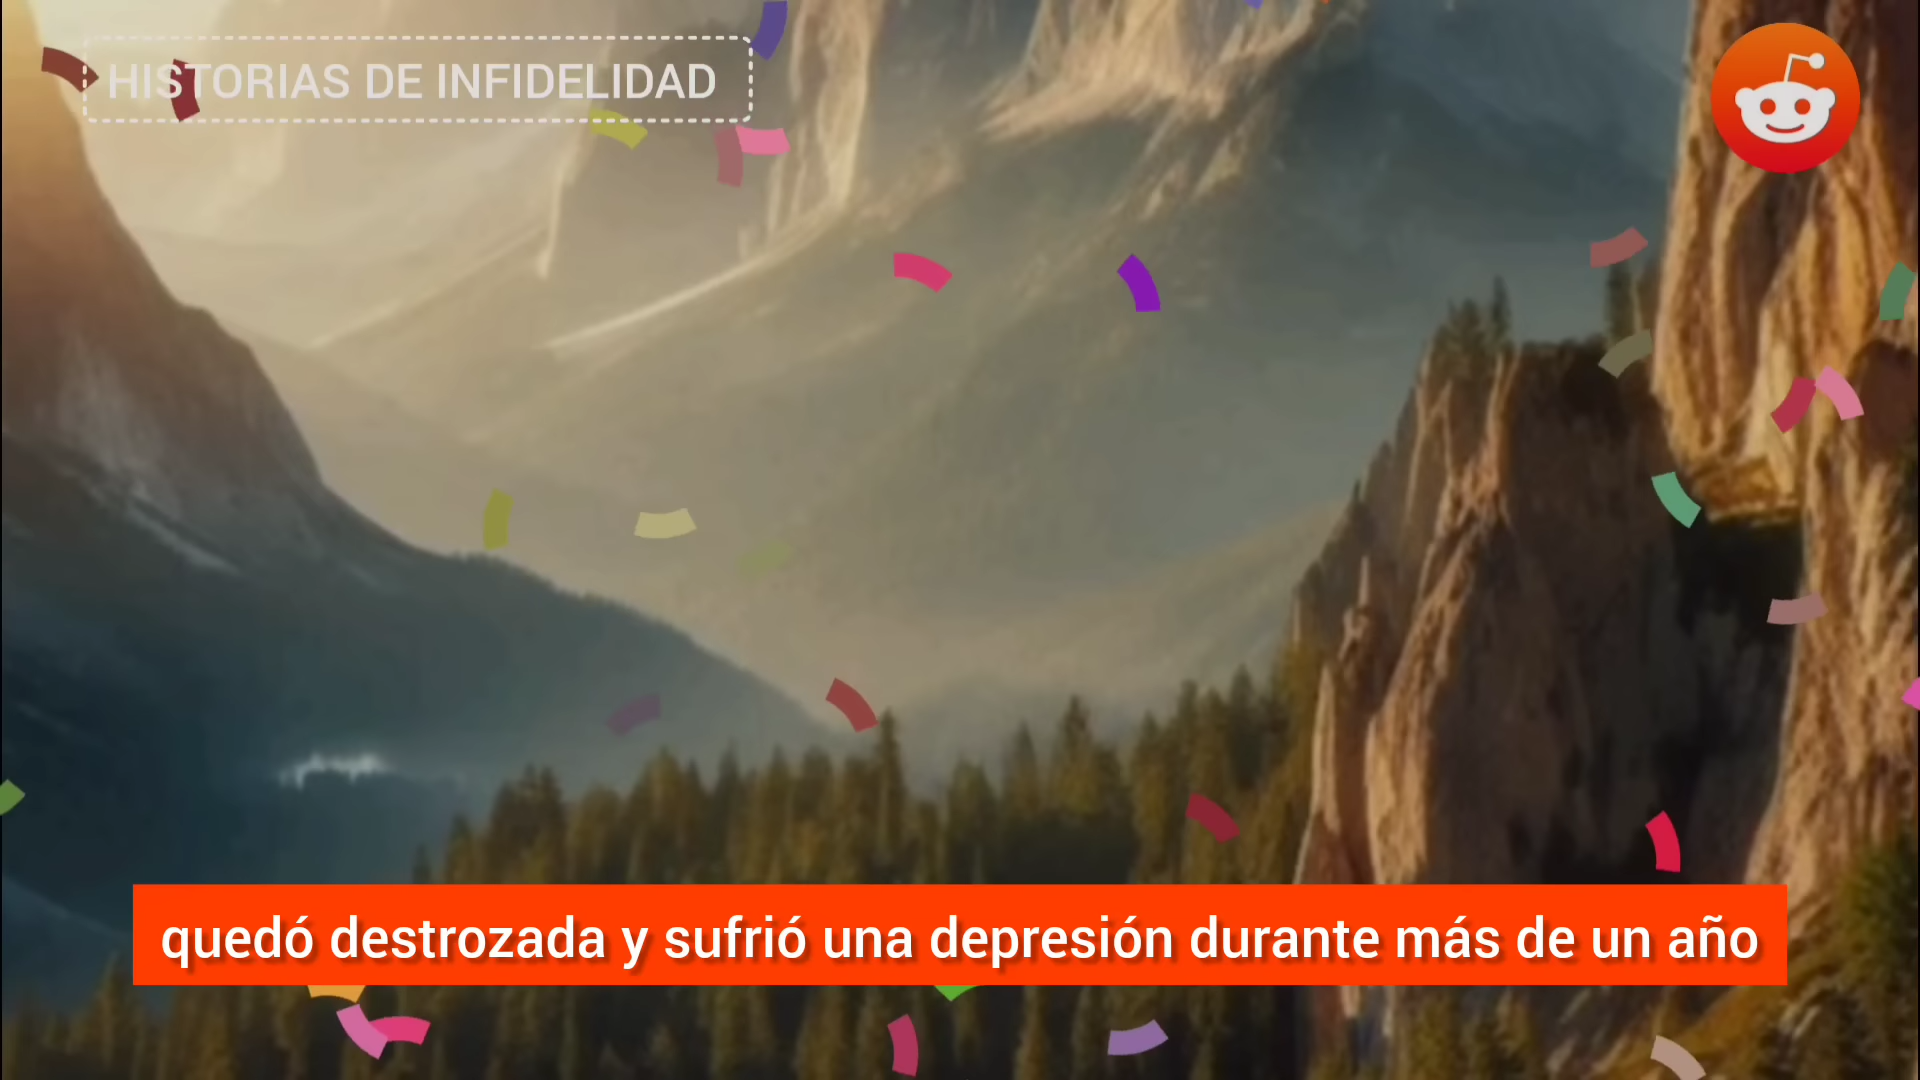 HISTORIAS DE INFIDELIDAD
quedó destrozada y sufrió una depresión durante más de un año